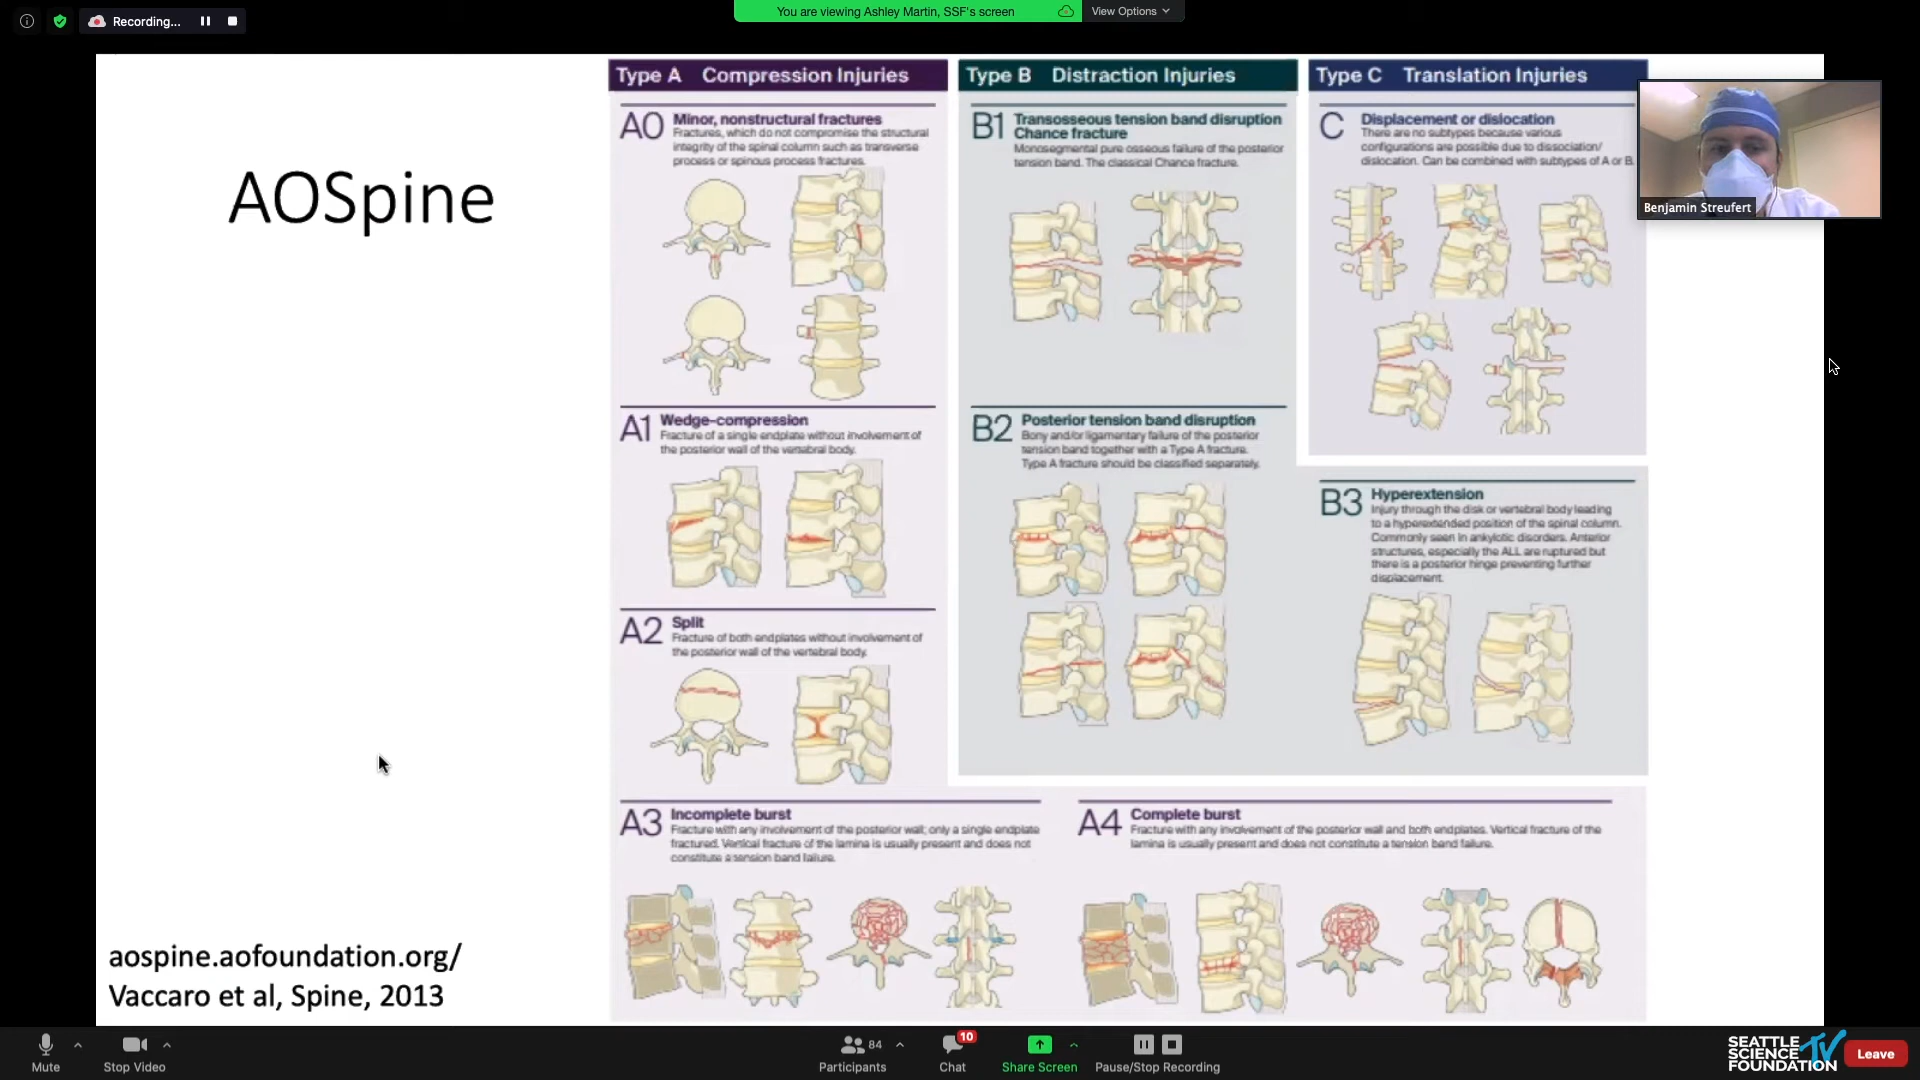 Recording...
You are viewing Ashley Martin, SSF's screen
View Options
AOSpine
aospine.aofoundation.org/
Vaccaro et al, Spine, 2013
Type A Compression Injuries
A0 Minor, nonstructural fractures
Fractures, which do not compromise the structural
integrity of the spinal column such as transverse
process or spinous process fractures.
A1 Wedge-compression
Fracture of a single endplate without involvement of
the posterior wall of the vertebral body.
A2 Split
Fracture of both endplates without involvement of
the posterior wall of the vertebral body.
A3 Incomplete burst
Fracture with any involvement of the posterior wall; only a single endplate
fractured. Vertical fracture of the lamina is usually present and does not
constitute a tension band failure.
A4 Complete burst
Fracture with any involvement of the posterior wall and both endplates. Vertical fracture of the
lamina is usually present and does not constitute a tension band failure.
Type B Distraction Injuries
B1 Transosseous tension band disruption
Chance fracture
Monosegmental pure osseous failure of the posterior
tension band. The classical Chance fracture.
B2 Posterior tension band disruption
Bony and/or ligamentary failure of the posterior
tension band together with a Type A fracture.
Type A fracture should be classified separately.
Type C Translation Injuries
C Displacement or dislocation
There are no subtypes because various
configurations are possible due to dissociation/
dislocation. Can be combined with subtypes of A or B.
B3 Hyperextension
Injury through the disk or vertebral body leading
to a hyperextended position of the spinal column.
Commonly seen in ankylotic disorders. Anterior
structures, especially the ALL are ruptured but
there is a posterior hinge preventing further
displacement.
Benjamin Streufert
Mute
Stop Video
84
Participants
10
Chat
Share Screen
Pause/Stop Recording
SEATTLE
SCIENCE
FOUNDATION
TV
Leave